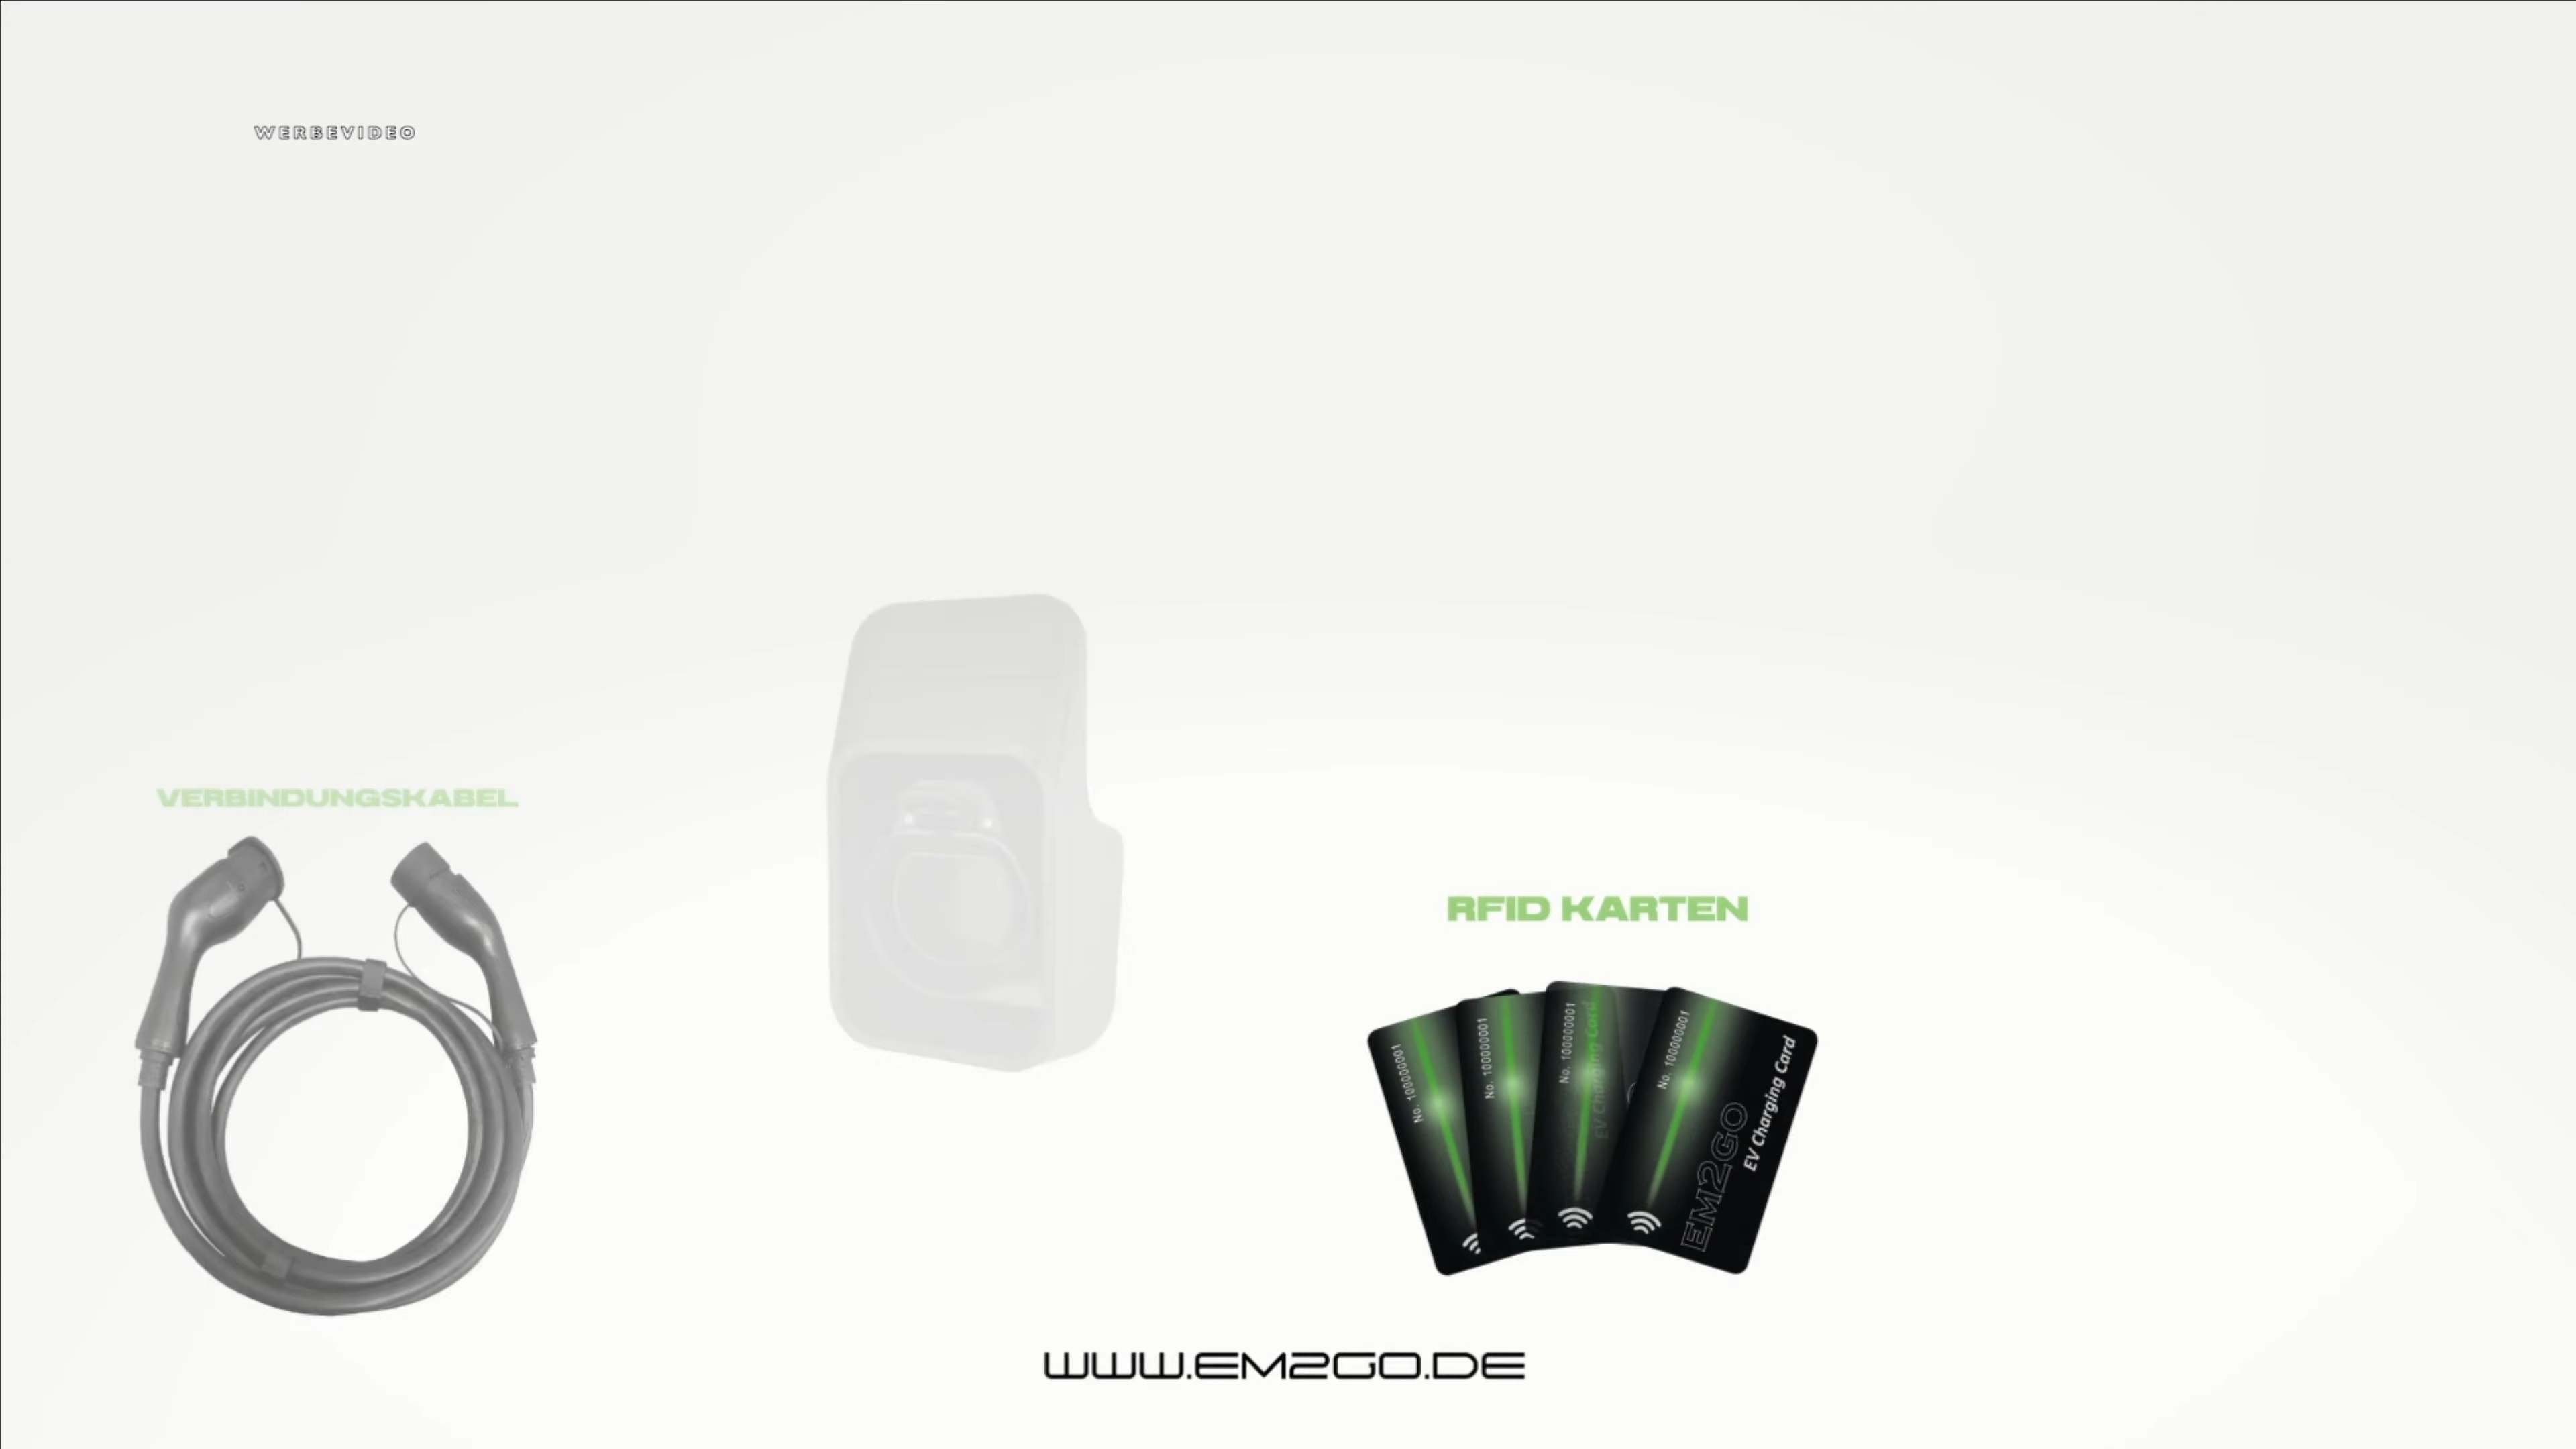 WERBEVIDEO
VERBINDUNGSKABEL
RFID KARTEN
No. 100000001
No. 1000000001
No. 100000001
EV Charging Card
No. 100000001
EM2GO
EV Charging Card
WWW.EM2GO.DE